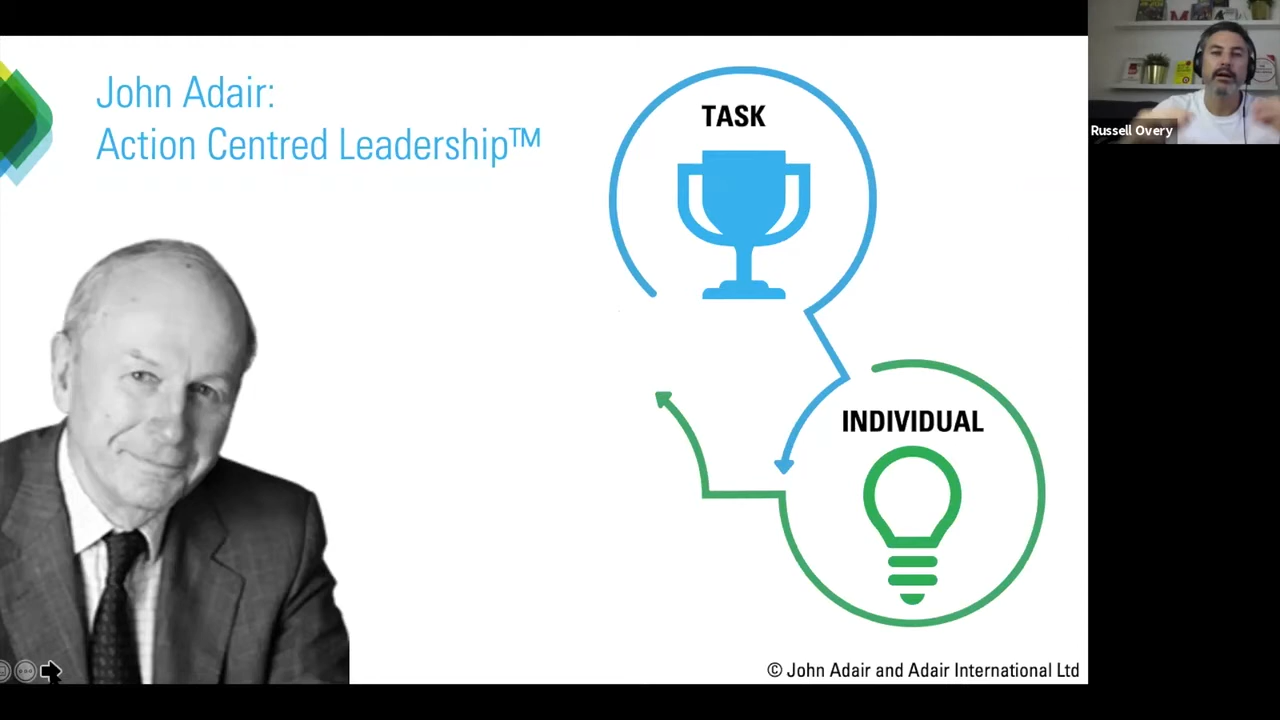 John Adair:
Action Centred Leadership™
TASK
INDIVIDUAL
© John Adair and Adair International Ltd
Russell Overy